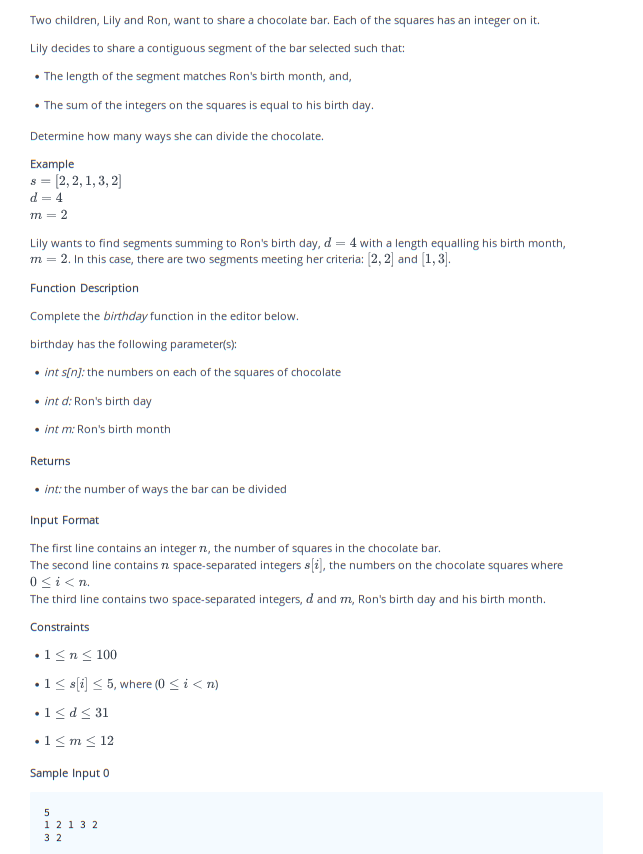 Two children, Lily and Ron, want to share a chocolate bar. Each of the squares has an integer on it.
Lily decides to share a contiguous segment of the bar selected such that:
• The length of the segment matches Ron's birth month, and,
• The sum of the integers on the squares is equal to his birth day.
Determine how many ways she can divide the chocolate.
Example
s = [2, 2, 1, 3, 2]
d = 4
m = 2
Lily wants to find segments summing to Ron's birth day, d = 4 with a length equalling his birth month,
m = 2. In this case, there are two segments meeting her criteria: [2, 2] and [1, 3].
Function Description
Complete the birthday function in the editor below.
birthday has the following parameter(s):
• int s[n]: the numbers on each of the squares of chocolate
• int d: Ron's birth day
• int m: Ron's birth month
Returns
• int: the number of ways the bar can be divided
Input Format
The first line contains an integer n, the number of squares in the chocolate bar.
The second line contains n space-separated integers s[i], the numbers on the chocolate squares where
0 ≤ i < n.
The third line contains two space-separated integers, d and m, Ron's birth day and his birth month.
Constraints
• 1 ≤ n ≤ 100
• 1 ≤ s[i] ≤ 5, where (0 ≤ i < n)
• 1 ≤ d ≤ 31
• 1 ≤ m ≤ 12
Sample Input 0
5
1 2 1 3 2
3 2